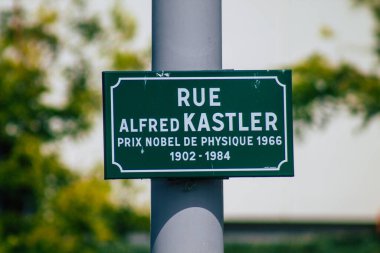 RUE
ALFRED KASTLER
PRIX NOBEL DE PHYSIQUE 1966
1902 - 1984